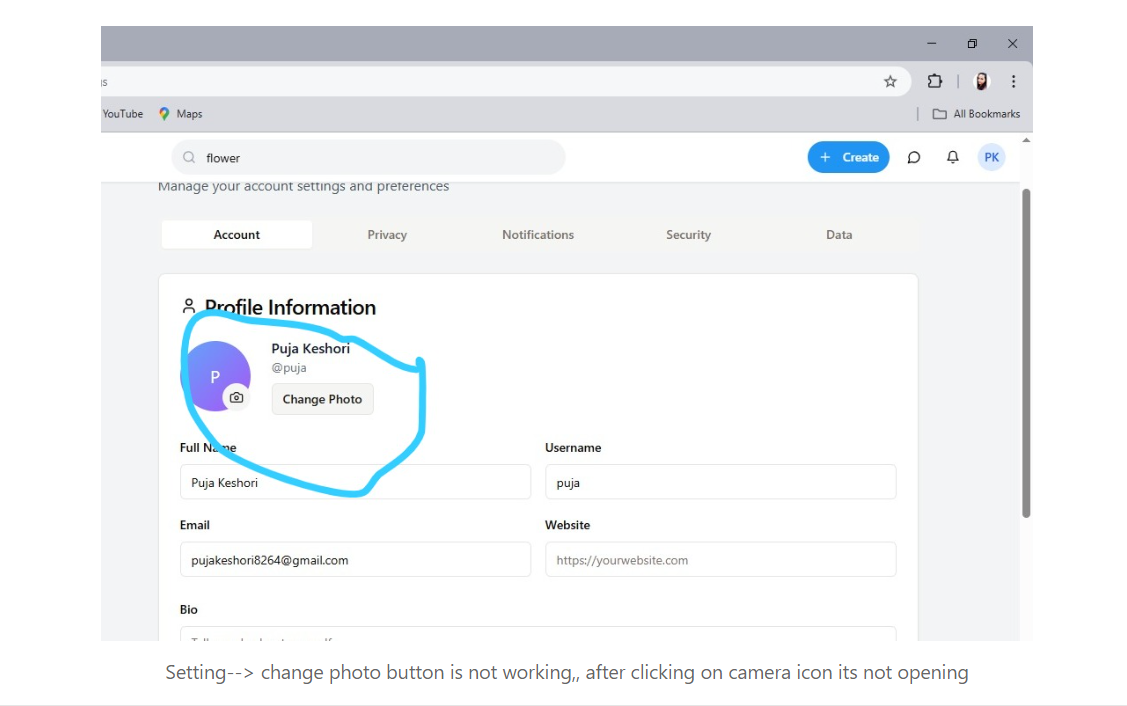 YouTube Maps All Bookmarks
flower + Create PK
Manage your account settings and preferences
Account Privacy Notifications Security Data
Profile Information
P
Puja Keshori
@puja
Change Photo
Full Name Username
Puja Keshori puja
Email Website
pujakeshori8264@gmail.com https://yourwebsite.com
Bio
Setting--> change photo button is not working,, after clicking on camera icon its not opening